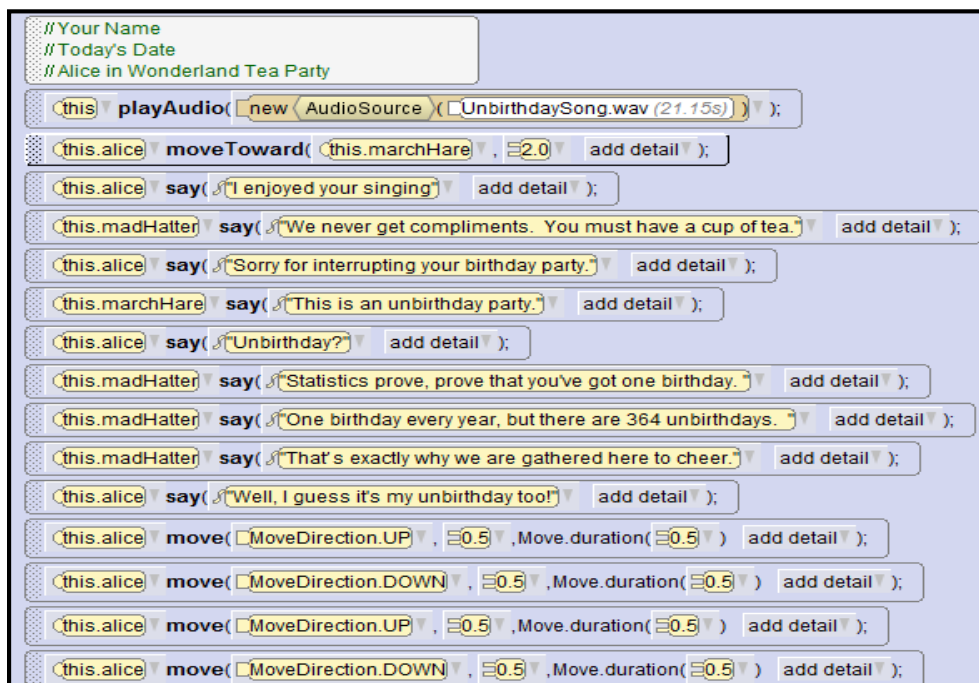 //Your Name
//Today's Date
//Alice in Wonderland Tea Party
this playAudio( new AudioSource ( UnbirthdaySong.wav (21.15s) ) );
this.alice moveToward( this.marchHare , 2.0 add detail );
this.alice say( "I enjoyed your singing" add detail );
this.madHatter say( "We never get compliments. You must have a cup of tea." add detail );
this.alice say( "Sorry for interrupting your birthday party." add detail );
this.marchHare say( "This is an unbirthday party." add detail );
this.alice say( "Unbirthday?" add detail );
this.madHatter say( "Statistics prove, prove that you've got one birthday. " add detail );
this.madHatter say( "One birthday every year, but there are 364 unbirthdays. " add detail );
this.madHatter say( "That's exactly why we are gathered here to cheer." add detail );
this.alice say( "Well, I guess it's my unbirthday too!" add detail );
this.alice move( MoveDirection.UP , 0.5 ,Move.duration( 0.5 ) add detail );
this.alice move( MoveDirection.DOWN , 0.5 ,Move.duration( 0.5 ) add detail );
this.alice move( MoveDirection.UP , 0.5 ,Move.duration( 0.5 ) add detail );
this.alice move( MoveDirection.DOWN , 0.5 ,Move.duration( 0.5 ) add detail );